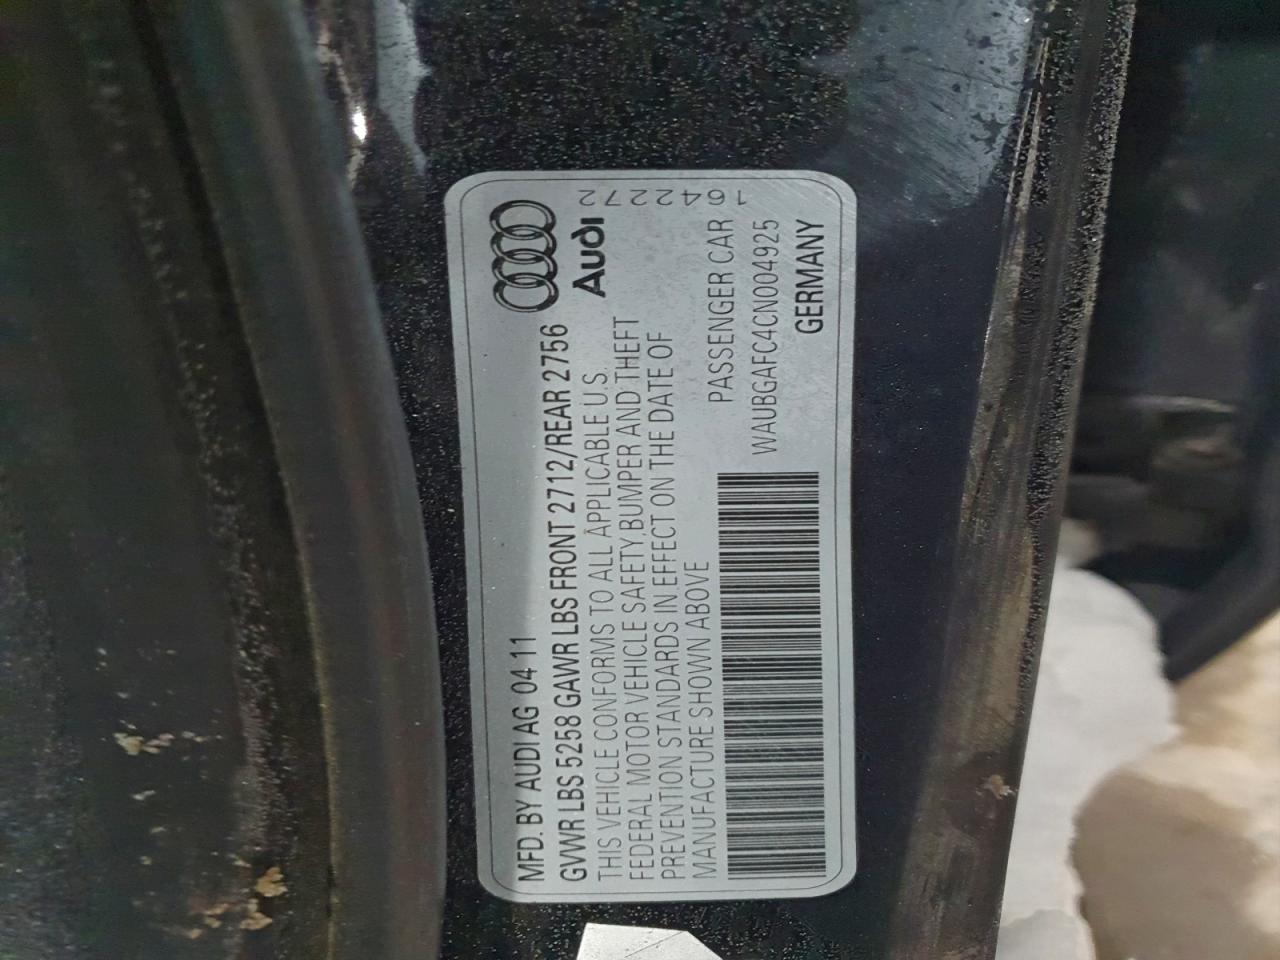 MFD. BY AUDI AG 04 11
GVWR LBS 5258 GAWR LBS FRONT 2712/REAR 2756
THIS VEHICLE CONFORMS TO ALL APPLICABLE U.S.
FEDERAL MOTOR VEHICLE SAFETY BUMPER AND THEFT
PREVENTION STANDARDS IN EFFECT ON THE DATE OF
MANUFACTURE SHOWN ABOVE
PASSENGER CAR
WAUBGAFC4CN004925
GERMANY
Audi
164227 2